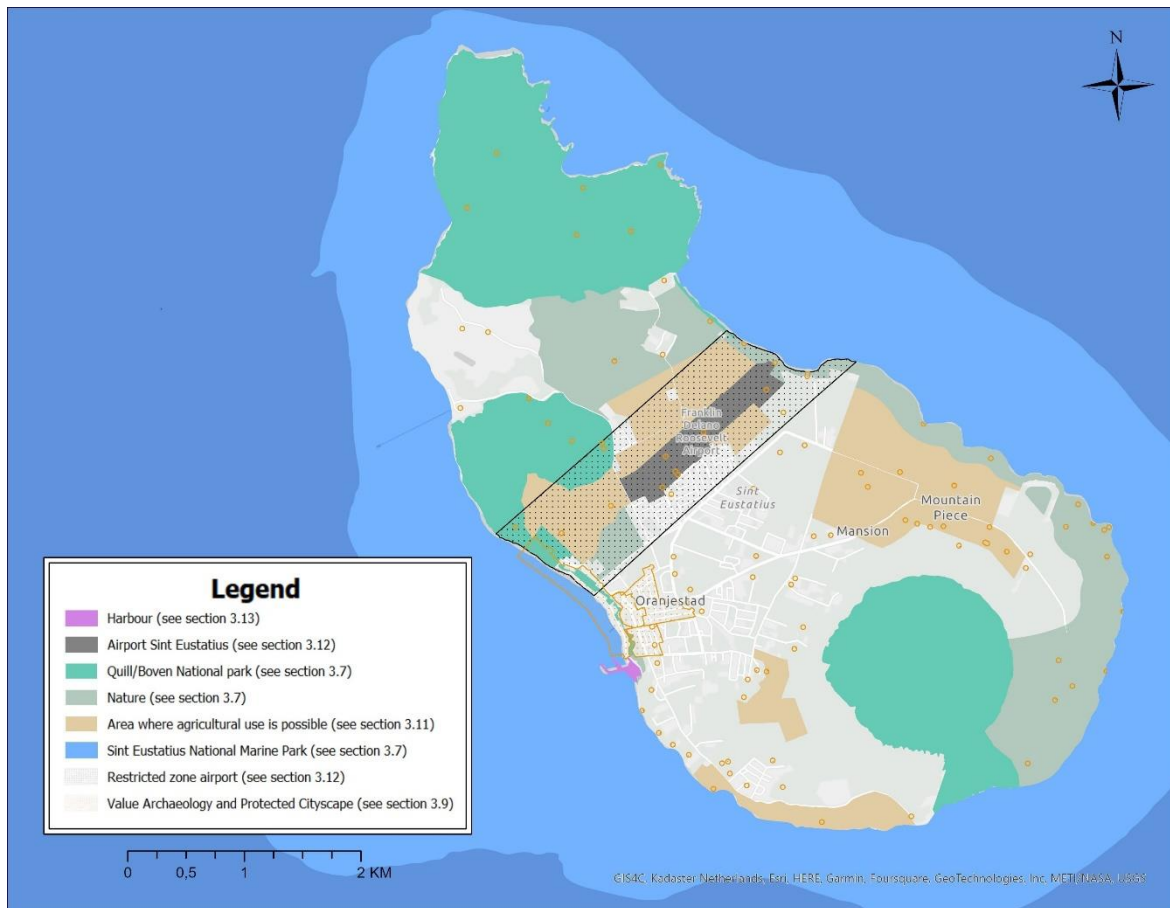 N
Franklin
Delano
Roosevelt
Airport
Sint
Eustatius
Mountain
Piece
Mansion
Oranjestad
Legend
Harbour (see section 3.13)
Airport Sint Eustatius (see section 3.12)
Quill/Boven National park (see section 3.7)
Nature (see section 3.7)
Area where agricultural use is possible (see section 3.11)
Sint Eustatius National Marine Park (see section 3.7)
Restricted zone airport (see section 3.12)
Value Archaeology and Protected Cityscape (see section 3.9)
0 0,5 1 2 KM
GIS4C, Kadaster Netherlands, Esri, HERE, Garmin, Foursquare, GeoTechnologies, Inc, METI/NASA, USGS